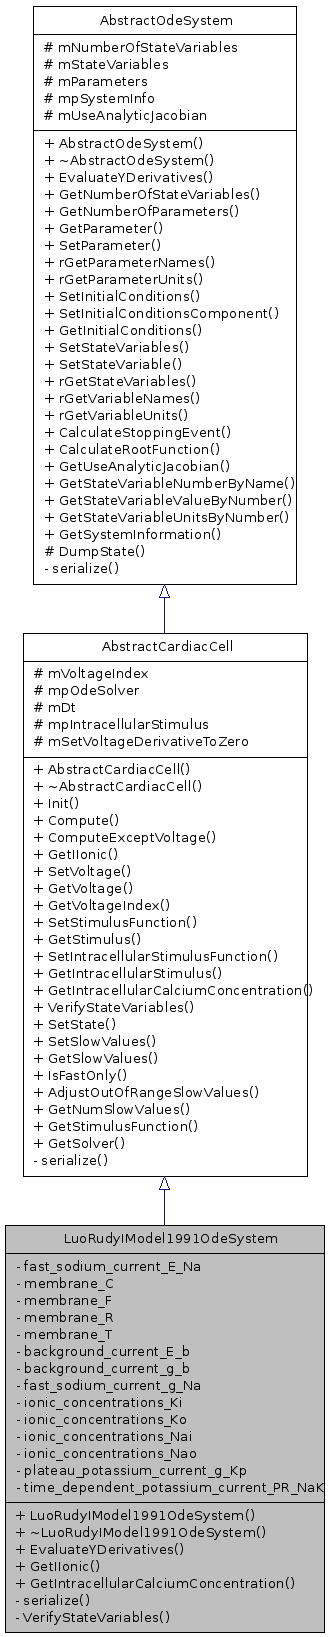 AbstractOdeSystem
# mNumberOfStateVariables
# mStateVariables
# mParameters
# mpSystemInfo
# mUseAnalyticJacobian
+ AbstractOdeSystem()
+ ~AbstractOdeSystem()
+ EvaluateYDerivatives()
+ GetNumberOfStateVariables()
+ GetNumberOfParameters()
+ GetParameter()
+ SetParameter()
+ rGetParameterNames()
+ rGetParameterUnits()
+ SetInitialConditions()
+ SetInitialConditionsComponent()
+ GetInitialConditions()
+ SetStateVariables()
+ SetStateVariable()
+ rGetStateVariables()
+ rGetVariableNames()
+ rGetVariableUnits()
+ CalculateStoppingEvent()
+ CalculateRootFunction()
+ GetUseAnalyticJacobian()
+ GetStateVariableNumberByName()
+ GetStateVariableValueByNumber()
+ GetStateVariableUnitsByNumber()
+ GetSystemInformation()
# DumpState()
- serialize()
AbstractCardiacCell
# mVoltageIndex
# mpOdeSolver
# mDt
# mpIntracellularStimulus
# mSetVoltageDerivativeToZero
+ AbstractCardiacCell()
+ ~AbstractCardiacCell()
+ Init()
+ Compute()
+ ComputeExceptVoltage()
+ GetIIonic()
+ SetVoltage()
+ GetVoltage()
+ GetVoltageIndex()
+ SetStimulusFunction()
+ GetStimulus()
+ SetIntracellularStimulusFunction()
+ GetIntracellularStimulus()
+ GetIntracellularCalciumConcentration()
+ VerifyStateVariables()
+ SetState()
+ SetSlowValues()
+ GetSlowValues()
+ IsFastOnly()
+ AdjustOutOfRangeSlowValues()
+ GetNumSlowValues()
+ GetStimulusFunction()
+ GetSolver()
- serialize()
LuoRudyIModel1991OdeSystem
- fast_sodium_current_E_Na
- membrane_C
- membrane_F
- membrane_R
- membrane_T
- background_current_E_b
- background_current_g_b
- fast_sodium_current_g_Na
- ionic_concentrations_Ki
- ionic_concentrations_Ko
- ionic_concentrations_Nai
- ionic_concentrations_Nao
- plateau_potassium_current_g_Kp
- time_dependent_potassium_current_PR_NaK
+ LuoRudyIModel1991OdeSystem()
+ ~LuoRudyIModel1991OdeSystem()
+ EvaluateYDerivatives()
+ GetIIonic()
+ GetIntracellularCalciumConcentration()
- serialize()
- VerifyStateVariables()